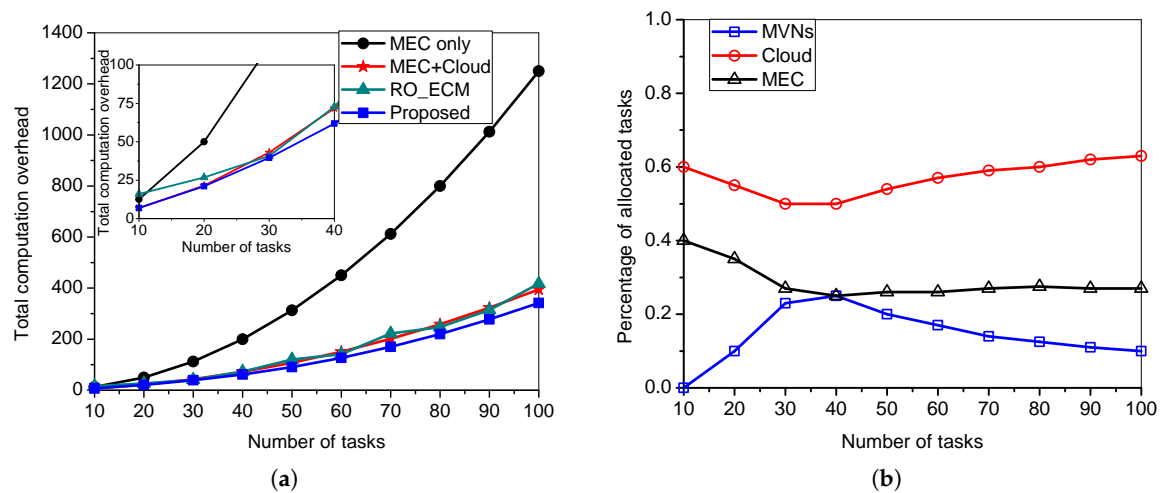 1400
1200
1000
800
600
400
200
0
Total computation overhead
10 20 30 40 50 60 70 80 90 100
Number of tasks
MEC only
MEC+Cloud
RO_ECM
Proposed
100
75
50
25
0
Total computation overhead
10 20 30 40
Number of tasks
(a)
1.0
0.8
0.6
0.4
0.2
0.0
Percentage of allocated tasks
MVNs
Cloud
MEC
10 20 30 40 50 60 70 80 90 100
Number of tasks
(b)